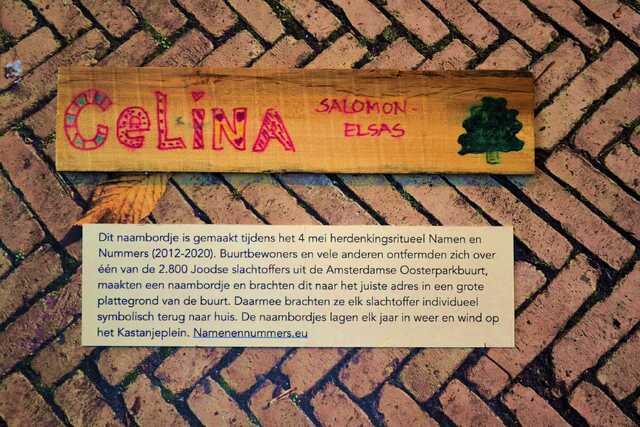 CeLiNA SALOMON-
ELSAS
Dit naambordje is gemaakt tijdens het 4 mei herdenkingsritueel Namen en
Nummers (2012-2020). Buurtbewoners en vele anderen ontfermden zich over
één van de 2.800 Joodse slachtoffers uit de Amsterdamse Oosterparkbuurt,
maakten een naambordje en brachten dit naar het juiste adres in een grote
plattegrond van de buurt. Daarmee brachten ze elk slachtoffer individueel
symbolisch terug naar huis. De naambordjes lagen elk jaar in weer en wind op
het Kastanjeplein. Namenennummers.eu